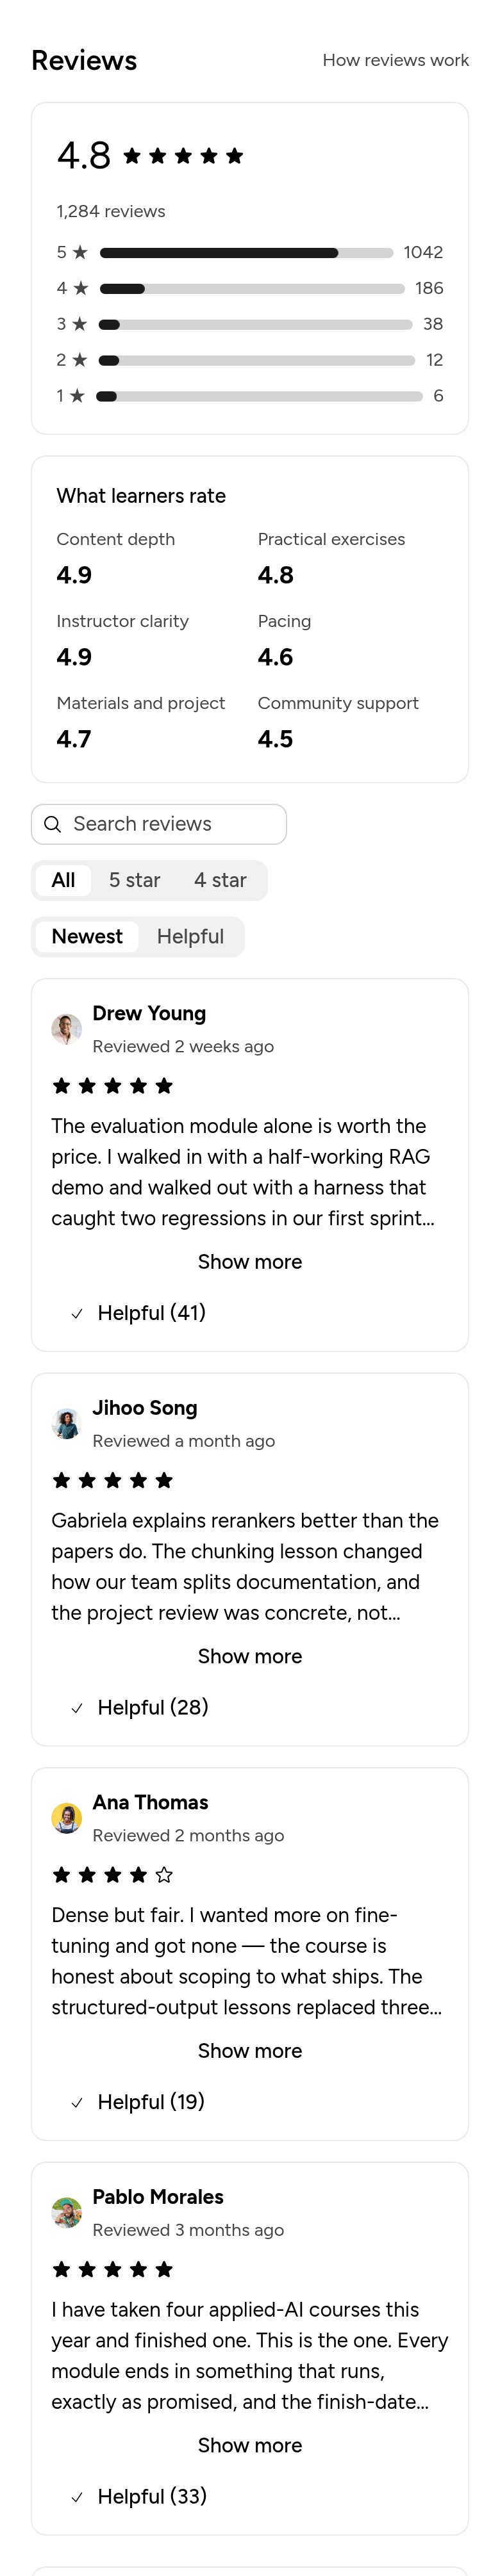 Reviews
How reviews work
4.8
1,284 reviews
5 ★ 1042
4 ★ 186
3 ★ 38
2 ★ 12
1 ★ 6
What learners rate
Content depth
4.9
Practical exercises
4.8
Instructor clarity
4.9
Pacing
4.6
Materials and project
4.7
Community support
4.5
Search reviews
All 5 star 4 star
Newest Helpful
Drew Young
Reviewed 2 weeks ago
The evaluation module alone is worth the
price. I walked in with a half-working RAG
demo and walked out with a harness that
caught two regressions in our first sprint...
Show more
Helpful (41)
Jihoo Song
Reviewed a month ago
Gabriela explains rerankers better than the
papers do. The chunking lesson changed
how our team splits documentation, and
the project review was concrete, not...
Show more
Helpful (28)
Ana Thomas
Reviewed 2 months ago
Dense but fair. I wanted more on fine-
tuning and got none — the course is
honest about scoping to what ships. The
structured-output lessons replaced three...
Show more
Helpful (19)
Pablo Morales
Reviewed 3 months ago
I have taken four applied-AI courses this
year and finished one. This is the one. Every
module ends in something that runs,
exactly as promised, and the finish-date...
Show more
Helpful (33)